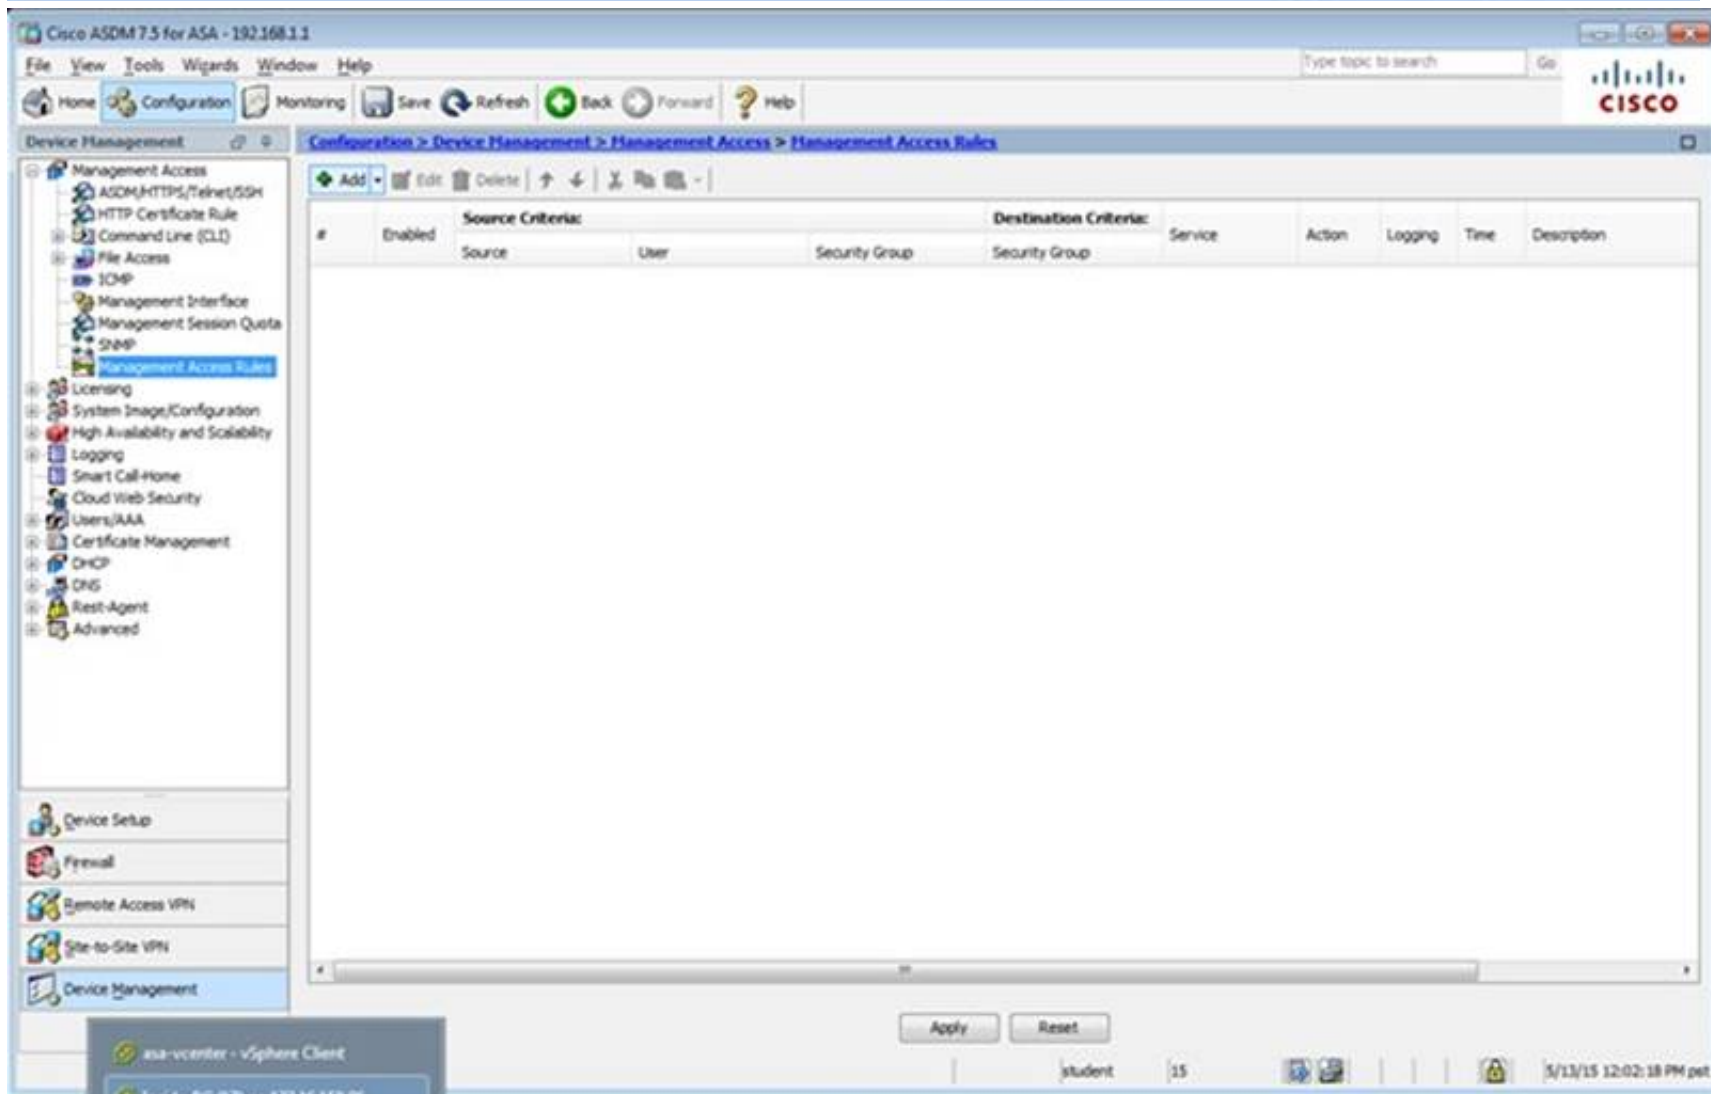 Cisco ASDM 7.5 for ASA - 192.168.1.1
File View Tools Wizards Window Help
Type topic to search Go
Home Configuration Monitoring Save Refresh Back Forward Help
CISCO
Device Management
Configuration > Device Management > Management Access > Management Access Rules
Management Access
ASDM/HTTPS/Telnet/SSH
HTTP Certificate Rule
Command Line (CLI)
File Access
ICMP
Management Interface
Management Session Quota
SNMP
Management Access Rules
Licensing
System Image/Configuration
High Availability and Scalability
Logging
Smart Call-Home
Cloud Web Security
Users/AAA
Certificate Management
DHCP
DNS
Rest-Agent
Advanced
Add Edit Delete
# Enabled Source Criteria: Destination Criteria: Service Action Logging Time Description
Source User Security Group Security Group
Device Setup
Firewall
Remote Access VPN
Site-to-Site VPN
Device Management
Apply Reset
asa-vcenter - vSphere Client
student 15 5/13/15 12:02:18 PM pst